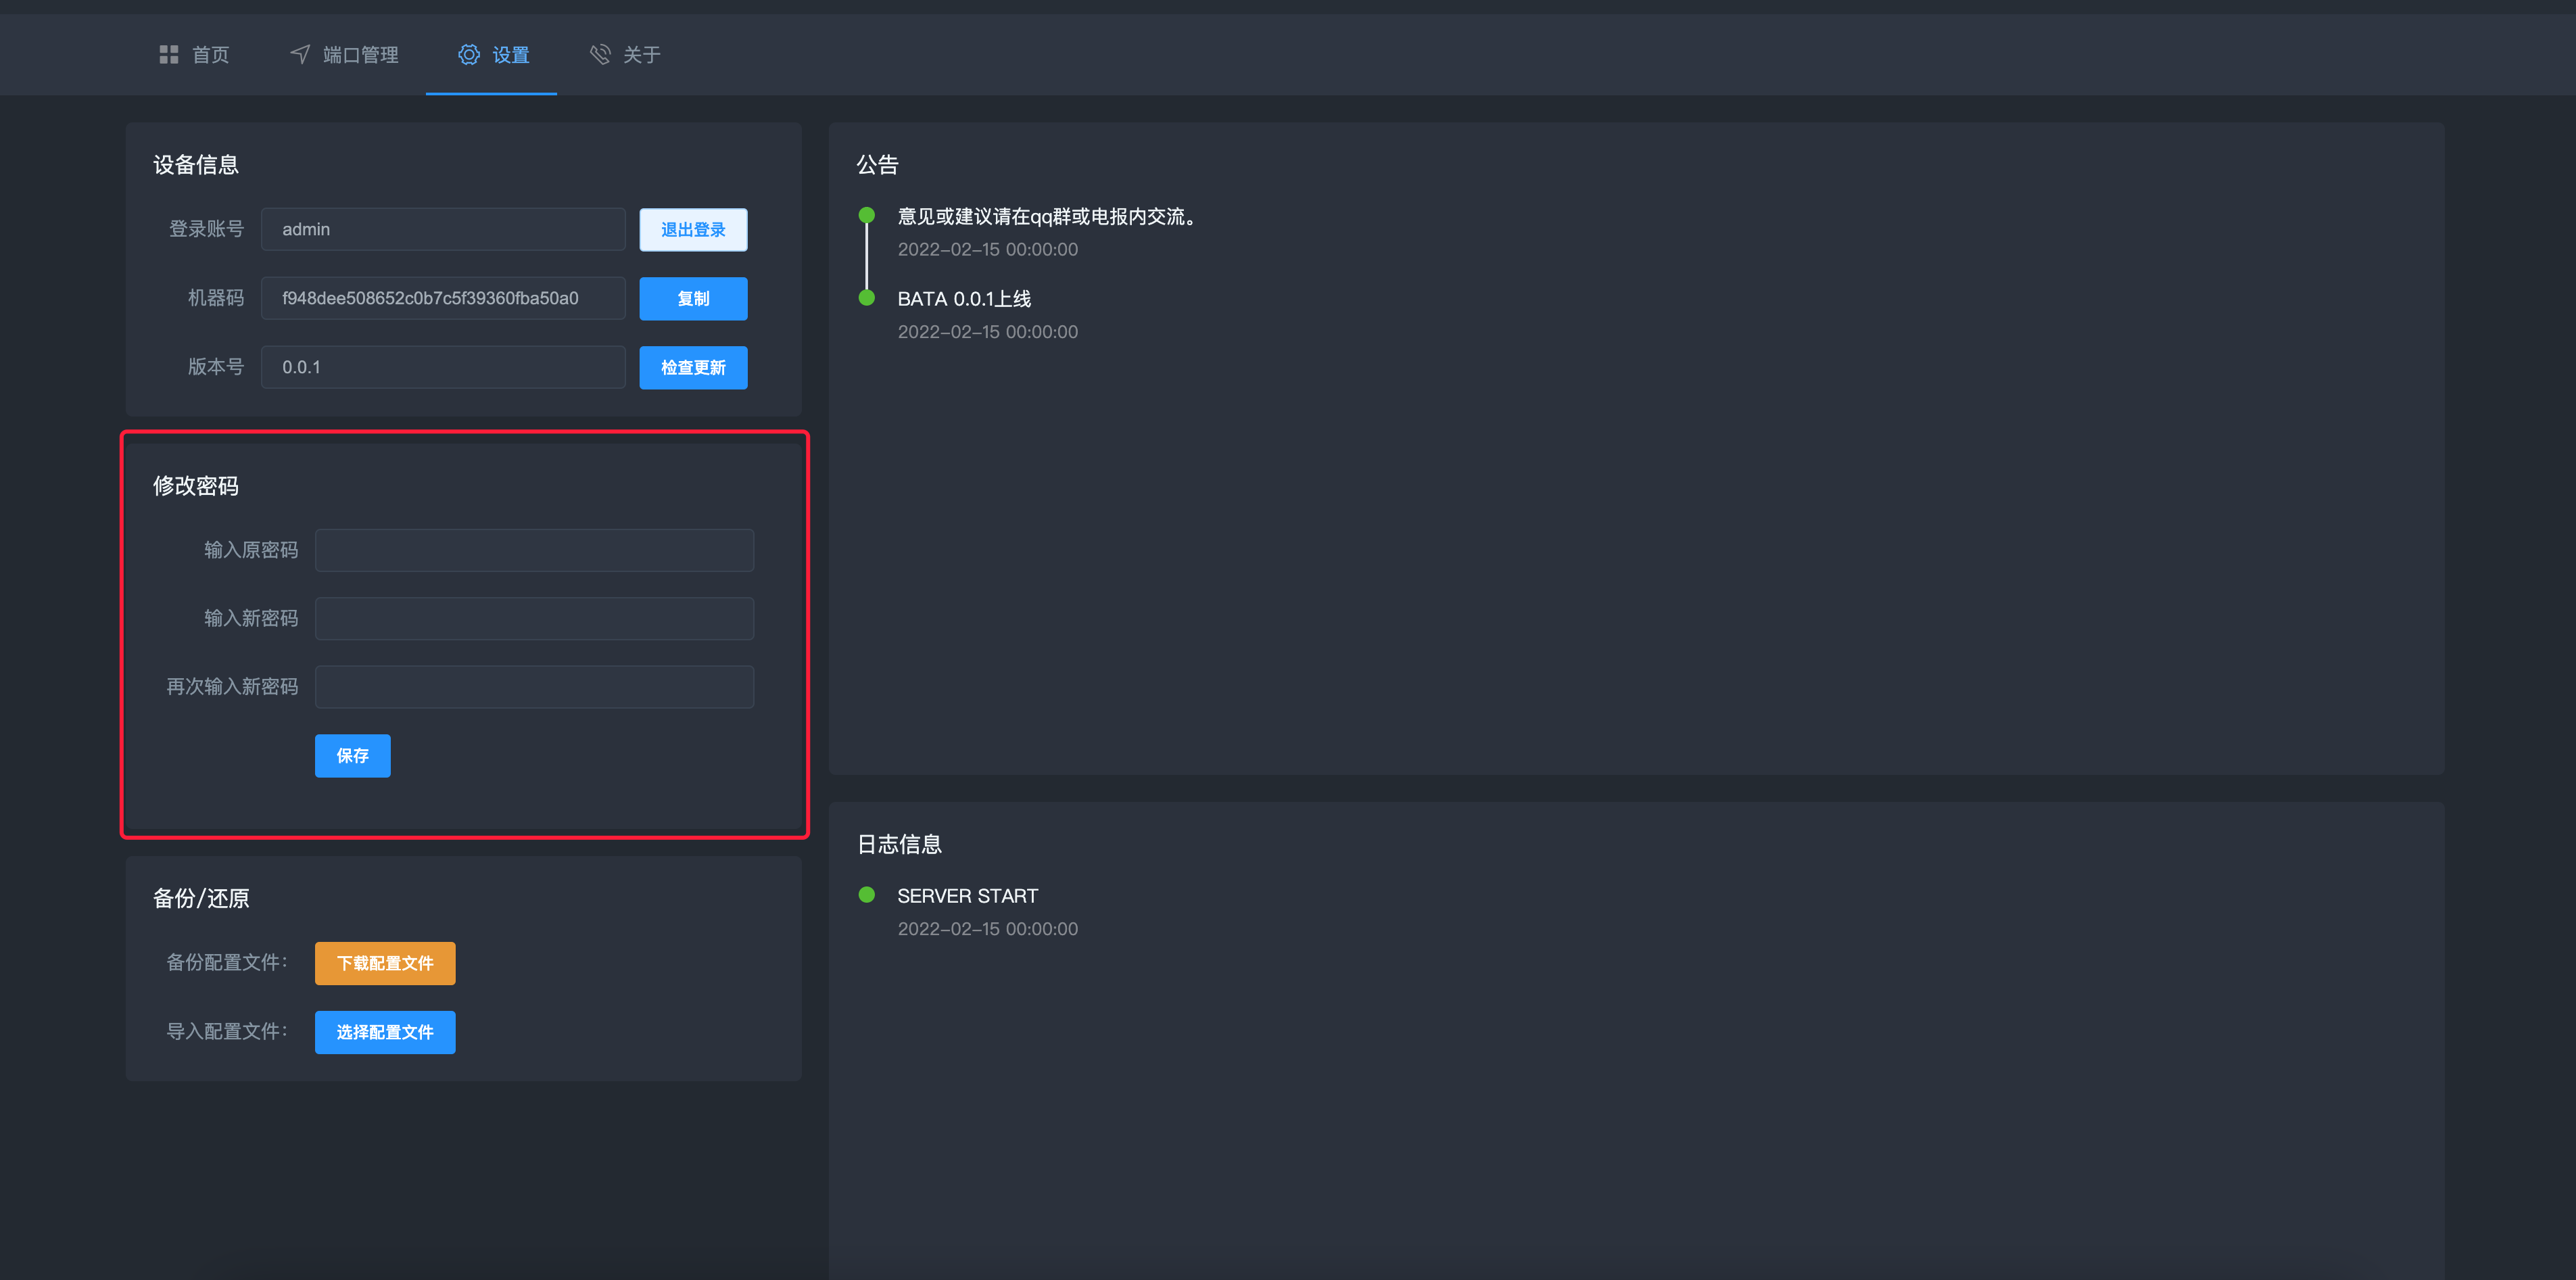 首页 端口管理 设置 关于
设备信息
登录账号 admin 退出登录
机器码 f948dee508652c0b7c5f39360fba50a0 复制
版本号 0.0.1 检查更新
修改密码
输入原密码
输入新密码
再次输入新密码
保存
备份/还原
备份配置文件： 下载配置文件
导入配置文件： 选择配置文件
公告
意见或建议请在qq群或电报内交流。
2022-02-15 00:00:00
BATA 0.0.1上线
2022-02-15 00:00:00
日志信息
SERVER START
2022-02-15 00:00:00